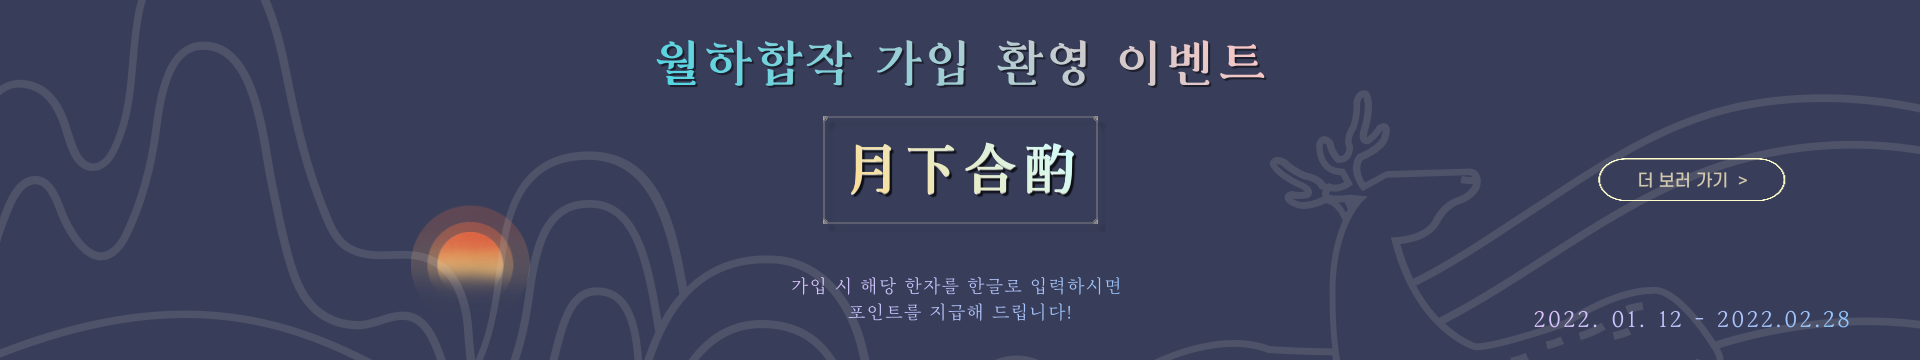 월하합작 가입 환영 이벤트
月下合酌
더 보러 가기 >
가입 시 해당 한자를 한글로 입력하시면
포인트를 지급해 드립니다!
2022. 01. 12 - 2022.02.28